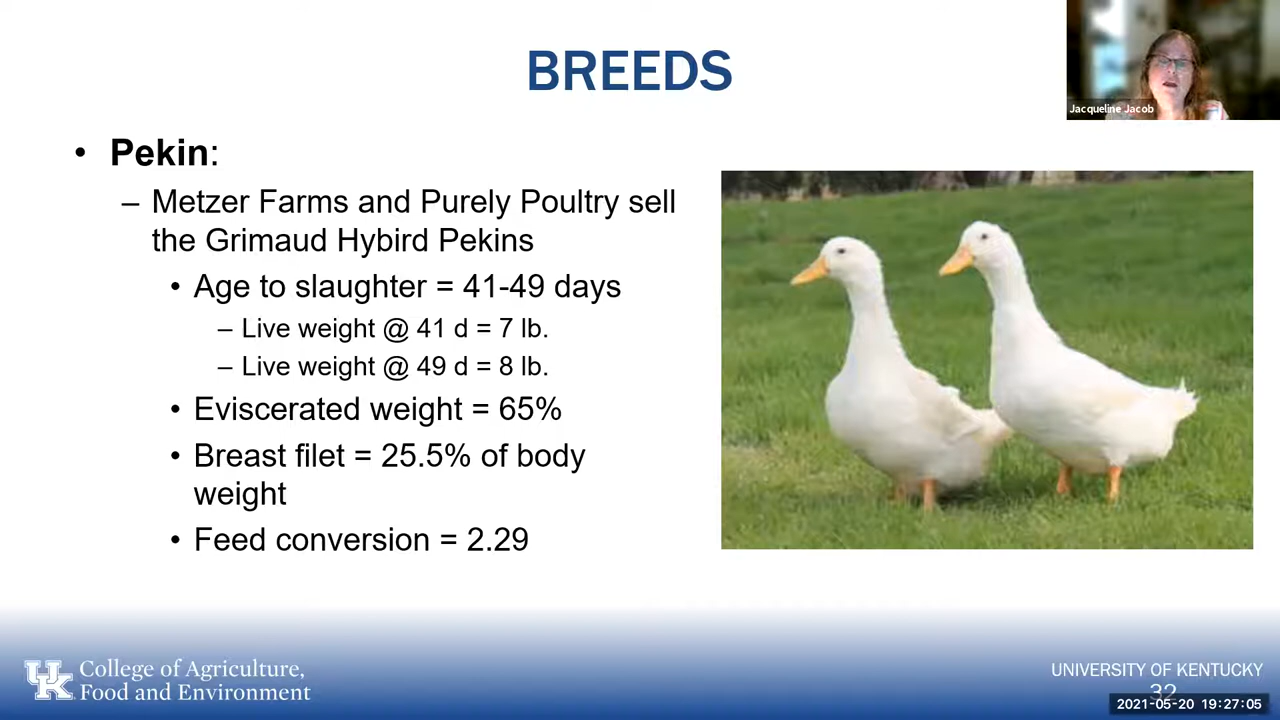 BREEDS
Jacqueline Jacob
• Pekin:
– Metzer Farms and Purely Poultry sell
the Grimaud Hybird Pekins
• Age to slaughter = 41-49 days
– Live weight @ 41 d = 7 lb.
– Live weight @ 49 d = 8 lb.
• Eviscerated weight = 65%
• Breast filet = 25.5% of body
weight
• Feed conversion = 2.29
UK
College of Agriculture,
Food and Environment
UNIVERSITY OF KENTUCKY
32
2021-05-20 19:27:05